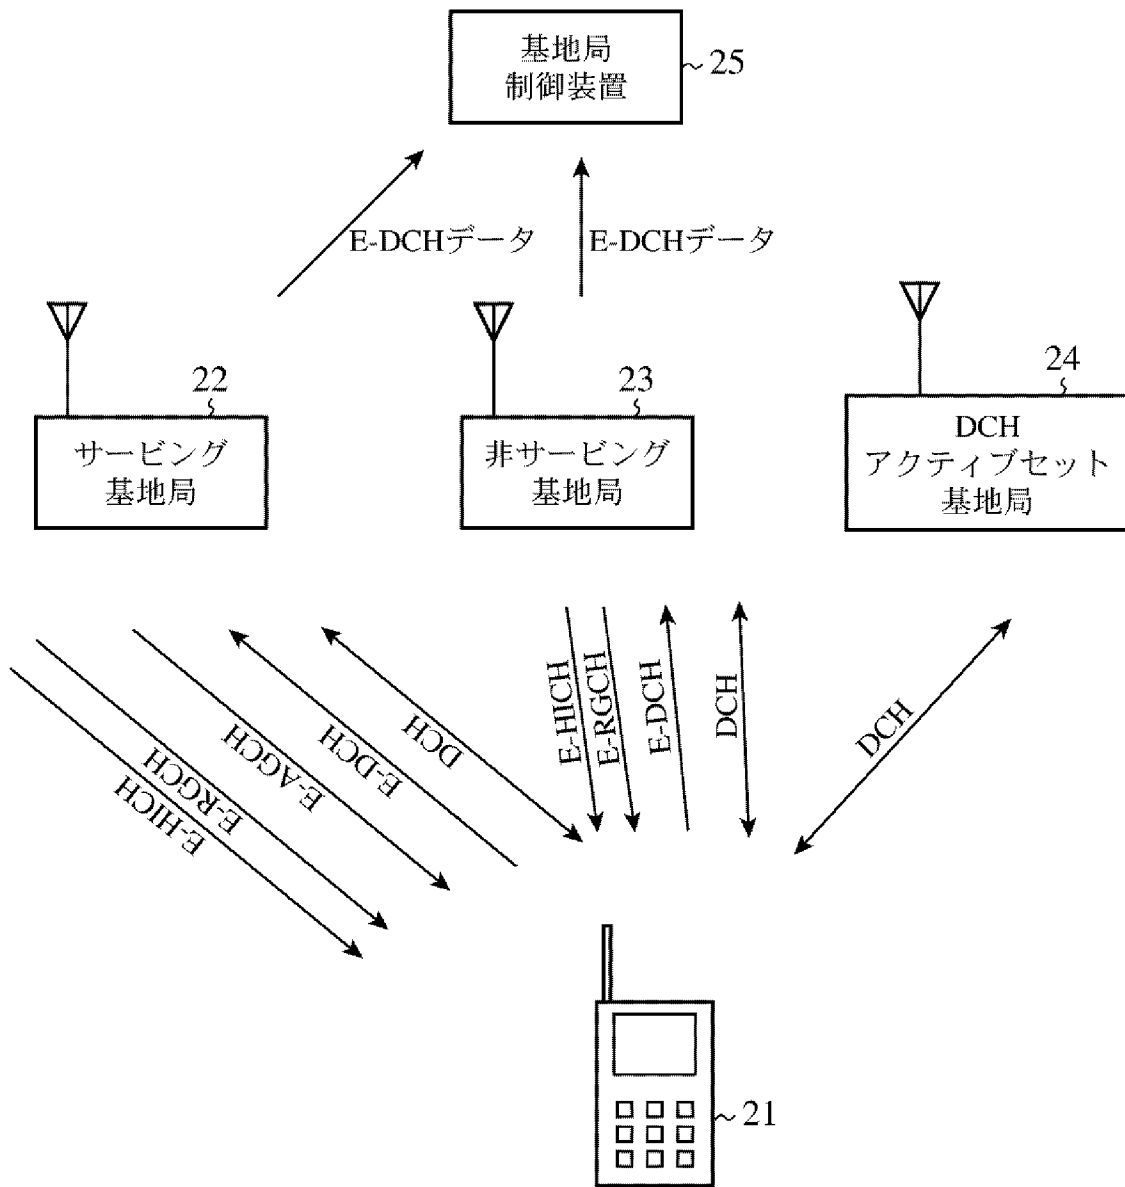 基地局
制御装置
25
E-DCHデータ
E-DCHデータ
22
サービング
基地局
23
非サービング
基地局
24
DCH
アクティブセット
基地局
E-HICH
E-RGCH
E-AGCH
E-DCH
DCH
E-HICH
E-RGCH
E-DCH
DCH
DCH
21